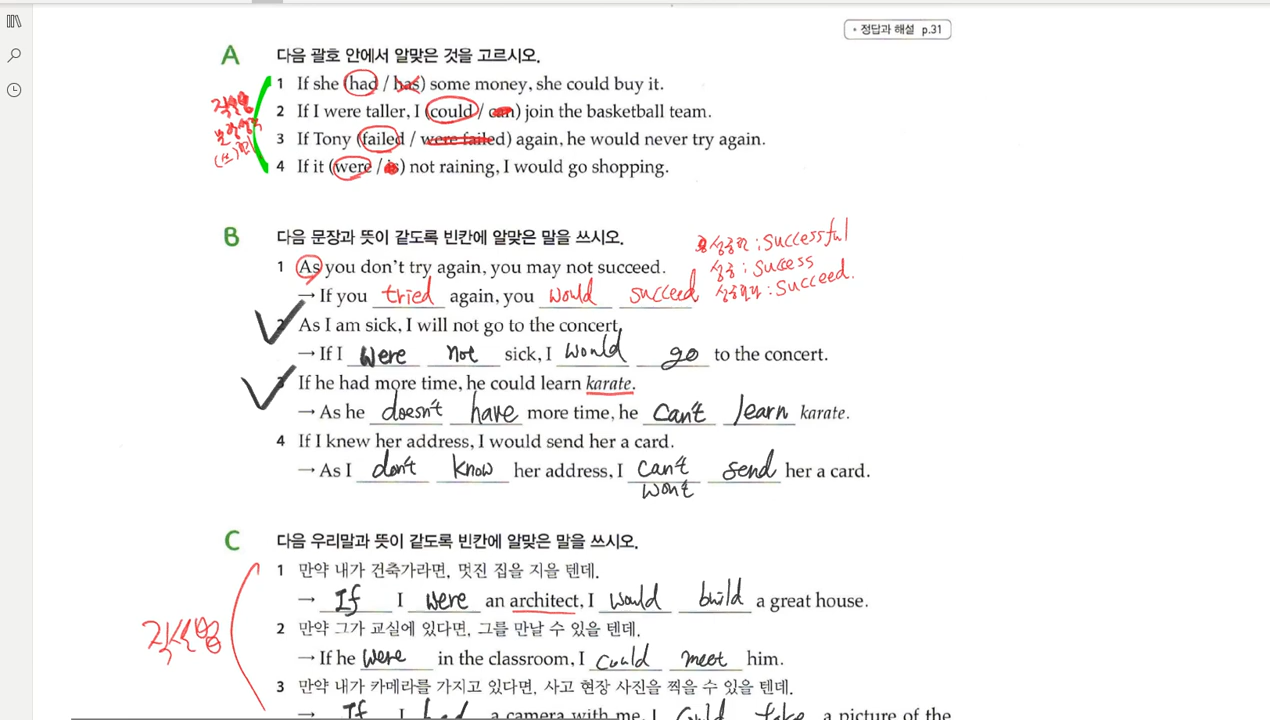 • 정답과 해설 p.31
A 다음 괄호 안에서 알맞은 것을 고르시오.
1 If she (had / has) some money, she could buy it.
2 If I were taller, I (could / can) join the basketball team.
3 If Tony (failed / were failed) again, he would never try again.
4 If it (were / is) not raining, I would go shopping.
B 다음 문장과 뜻이 같도록 빈칸에 알맞은 말을 쓰시오.
성공적 : Successful
성공 : Success
성공하다 : Succeed.
1 As you don't try again, you may not succeed.
→ If you tried again, you would succeed
2 As I am sick, I will not go to the concert.
→ If I were not sick, I would go to the concert.
3 If he had more time, he could learn karate.
→ As he doesn't have more time, he can't learn karate.
4 If I knew her address, I would send her a card.
→ As I don't know her address, I can't send her a card.
won't
C 다음 우리말과 뜻이 같도록 빈칸에 알맞은 말을 쓰시오.
1 만약 내가 건축가라면, 멋진 집을 지을 텐데.
→ If I were an architect, I would build a great house.
2 만약 그가 교실에 있다면, 그를 만날 수 있을 텐데.
→ If he were in the classroom, I could meet him.
3 만약 내가 카메라를 가지고 있다면, 사고 현장 사진을 찍을 수 있을 텐데.
→ If I had a camera with me, I could take a picture of the